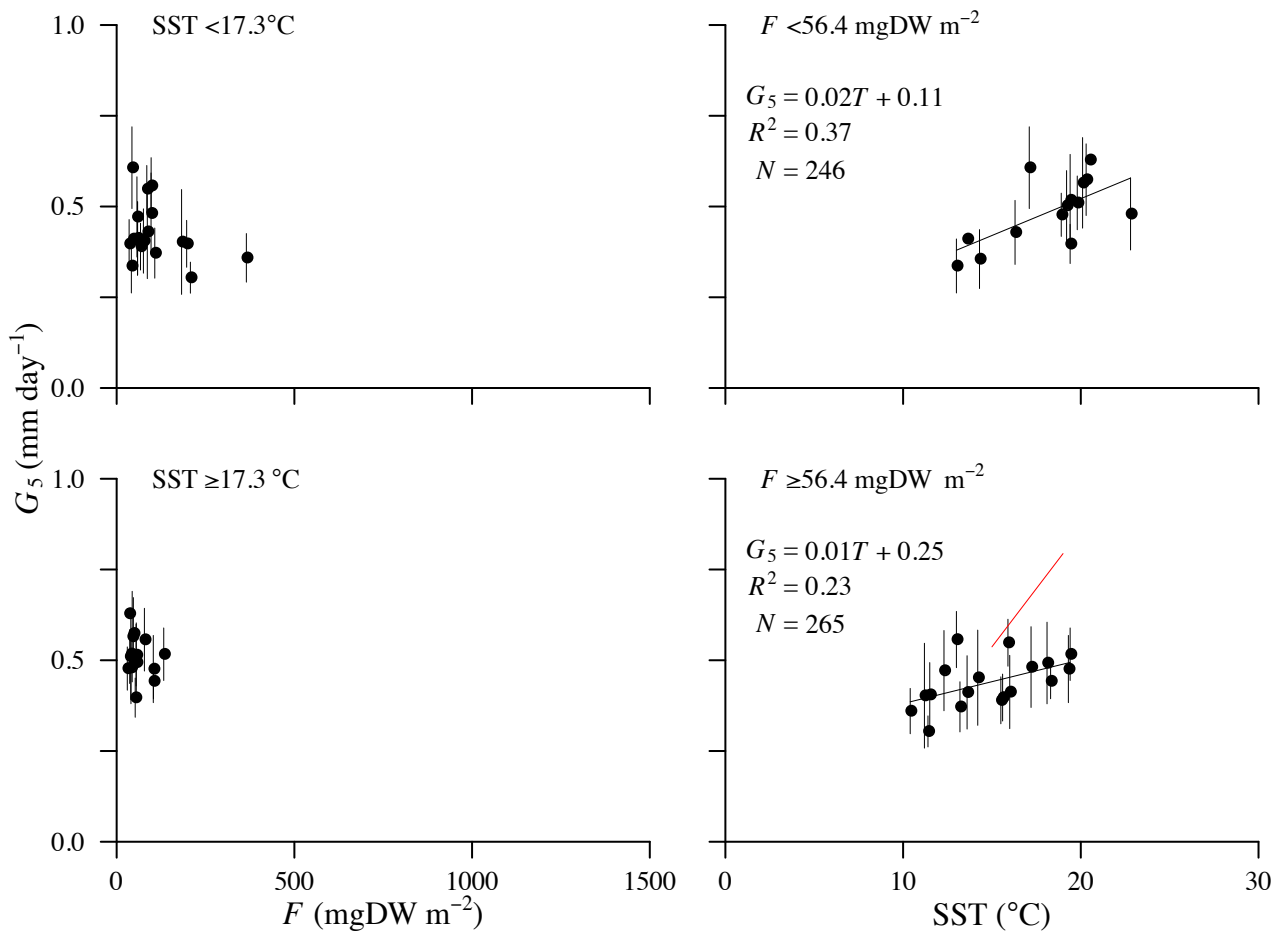 SST <17.3°C
1.0
0.5
0.0
F <56.4 mgDW m⁻²
G₅ = 0.02T + 0.11
R² = 0.37
N = 246
G₅ (mm day⁻¹)
SST ≥17.3 °C
1.0
0.5
0.0
0 500 1000 1500
F (mgDW m⁻²)
F ≥56.4 mgDW m⁻²
G₅ = 0.01T + 0.25
R² = 0.23
N = 265
0 10 20 30
SST (°C)